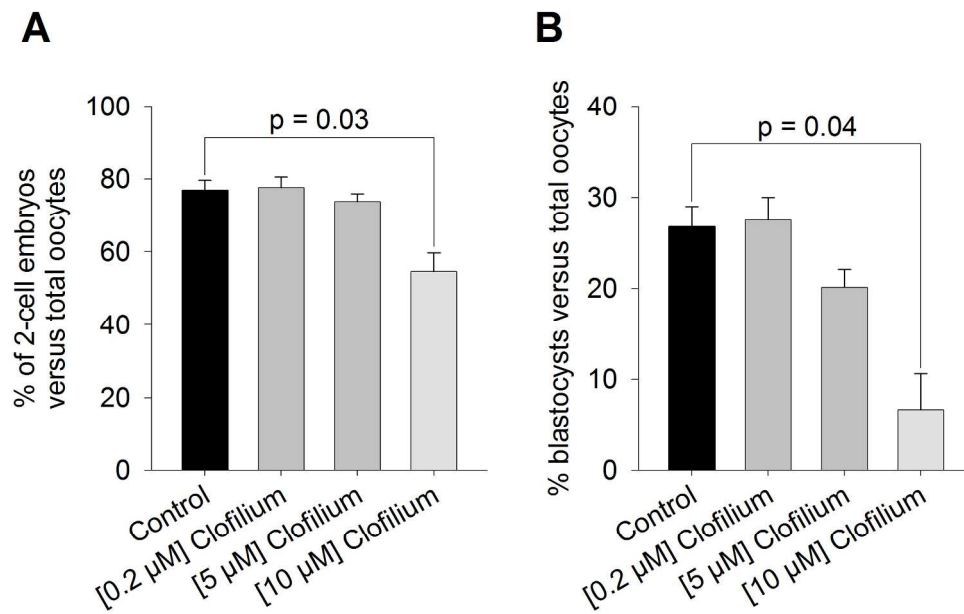 A
% of 2-cell embryos
versus total oocytes
100
80
60
40
20
0
p = 0.03
Control
[0.2 µM] Clofilium
[5 µM] Clofilium
[10 µM] Clofilium
B
% blastocysts versus total oocytes
40
30
20
10
0
p = 0.04
Control
[0.2 µM] Clofilium
[5 µM] Clofilium
[10 µM] Clofilium